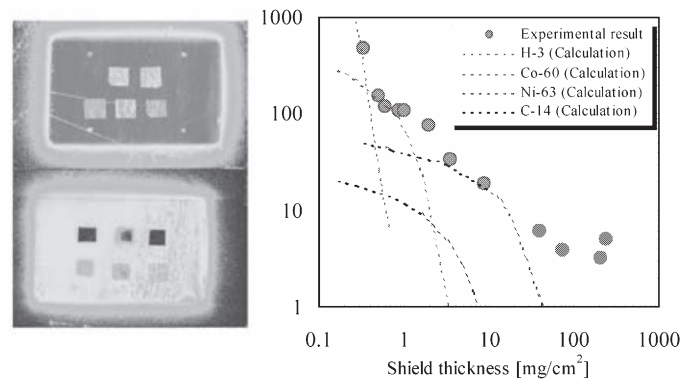 1000
100
10
1
0.1
1
10
100
1000
Shield thickness [mg/cm²]
Experimental result
H-3 (Calculation)
Co-60 (Calculation)
Ni-63 (Calculation)
C-14 (Calculation)